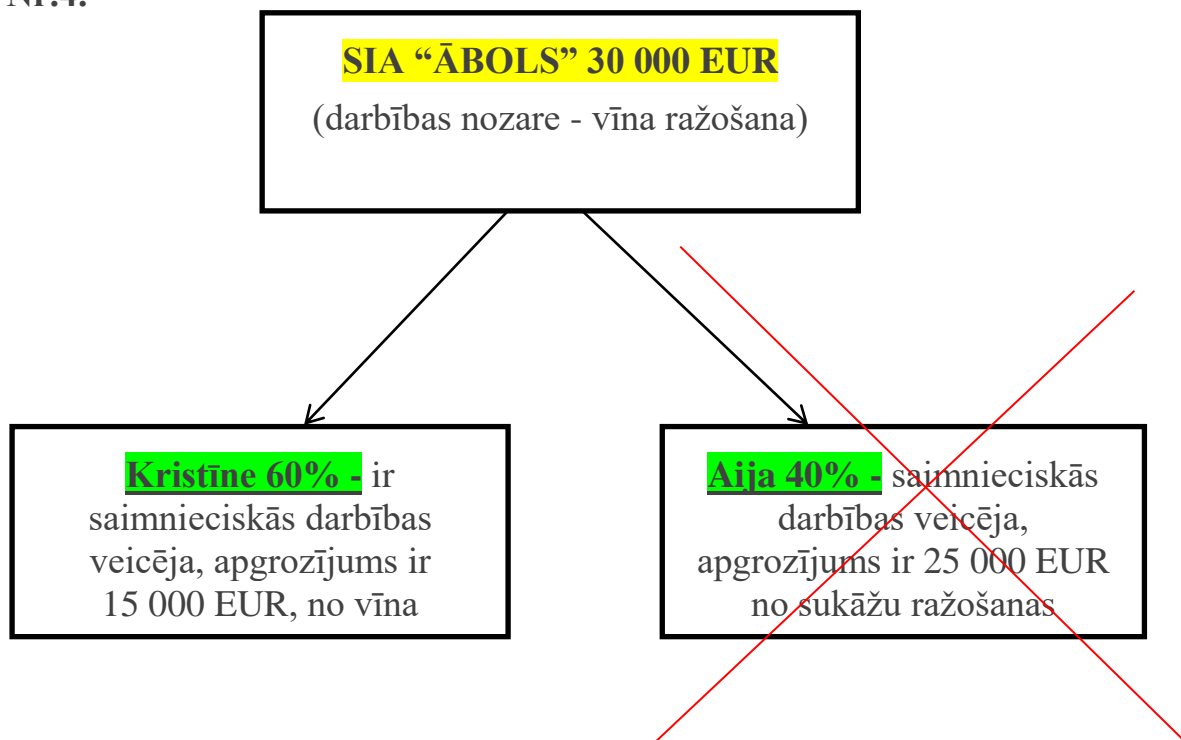 Nr.4.
SIA “ĀBOLS” 30 000 EUR
(darbības nozare - vīna ražošana)
Kristīne 60% - ir
saimnieciskās darbības
veicēja, apgrozījums ir
15 000 EUR, no vīna
Aija 40% - saimnieciskās
darbības veicēja,
apgrozījums ir 25 000 EUR
no sukāžu ražošanas